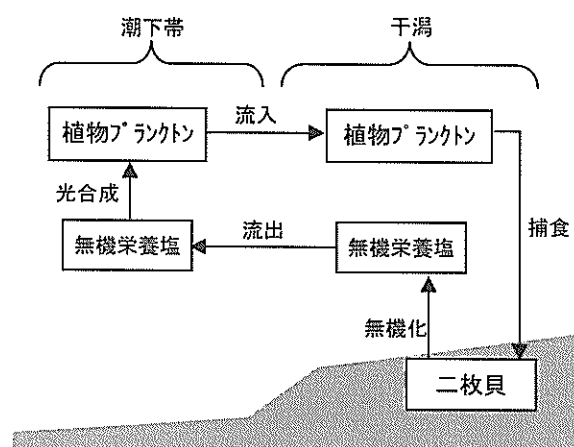 潮下帯
干潟
植物プランクトン
流入
植物プランクトン
光合成
無機栄養塩
流出
無機栄養塩
捕食
無機化
二枚貝